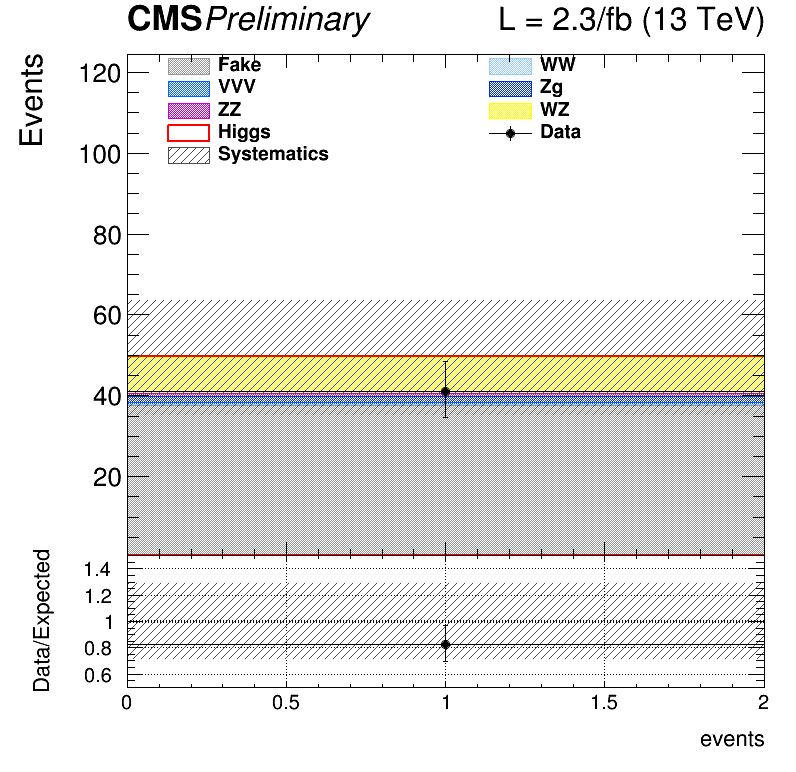 CMS Preliminary L = 2.3/fb (13 TeV)
Events
120
100
80
60
40
20
Fake WW
VVV Zg
ZZ WZ
Higgs Data
Systematics
Data/Expected
1.4
1.2
1
0.8
0.6
0 0.5 1 1.5 2
events